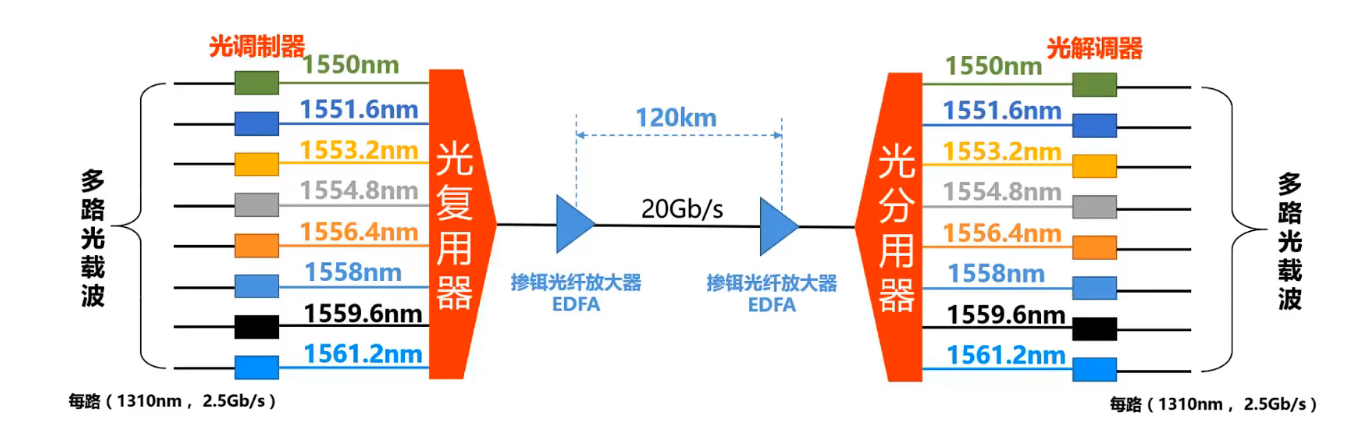 光调制器
光解调器
1550nm
1550nm
1551.6nm
1551.6nm
120km
1553.2nm
1553.2nm
1554.8nm
1554.8nm
多路光载波
光复用器
20Gb/s
光分用器
多路光载波
1556.4nm
1556.4nm
1558nm
1558nm
掺铒光纤放大器
EDFA
掺铒光纤放大器
EDFA
1559.6nm
1559.6nm
1561.2nm
1561.2nm
每路（1310nm ，2.5Gb/s）
每路（1310nm ，2.5Gb/s）